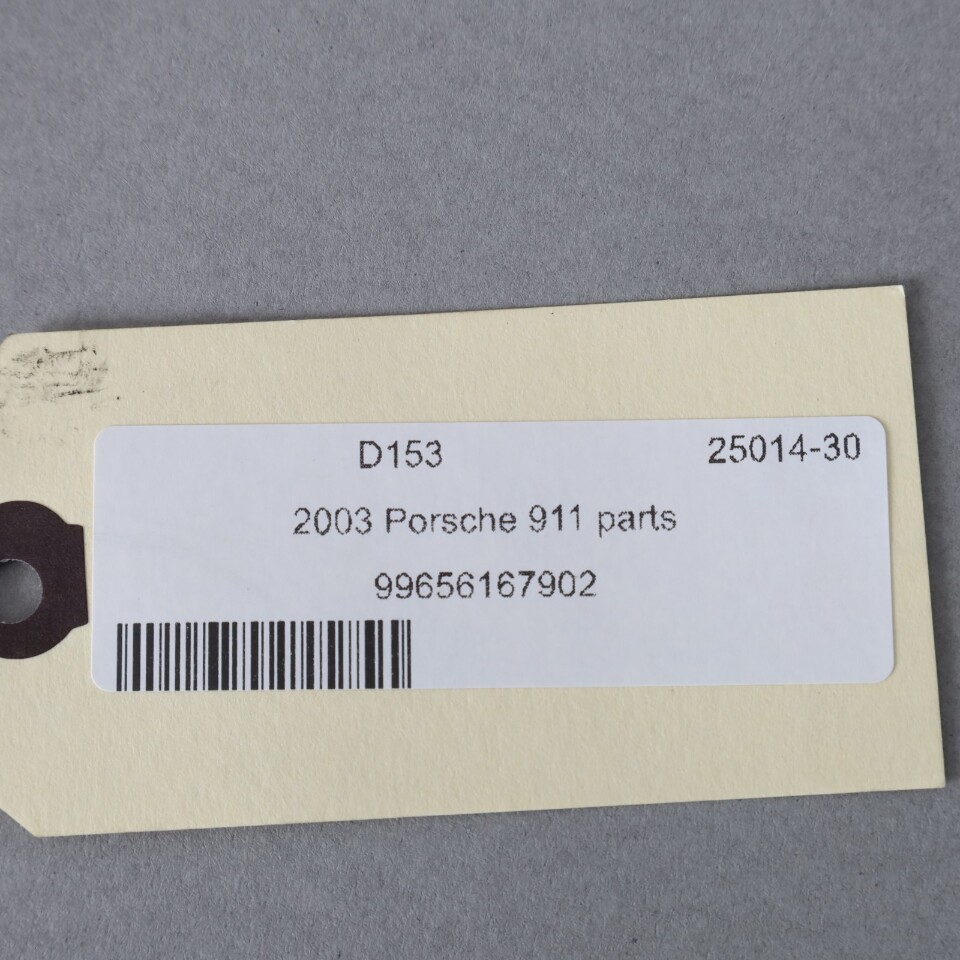 D153 25014-30
2003 Porsche 911 parts
99656167902